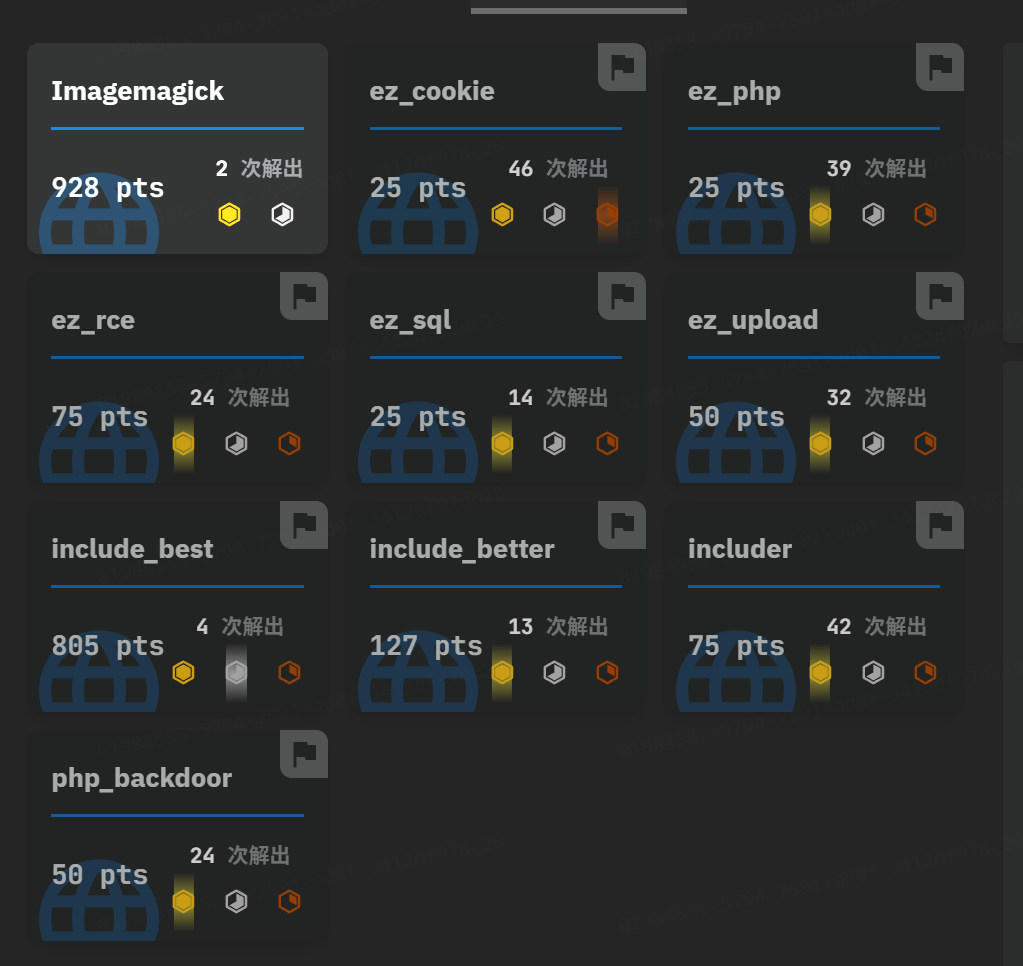 Imagemagick
928 pts
2 次解出
ez_cookie
25 pts
46 次解出
ez_php
25 pts
39 次解出
ez_rce
75 pts
24 次解出
ez_sql
25 pts
14 次解出
ez_upload
50 pts
32 次解出
include_best
805 pts
4 次解出
include_better
127 pts
13 次解出
includer
75 pts
42 次解出
php_backdoor
50 pts
24 次解出